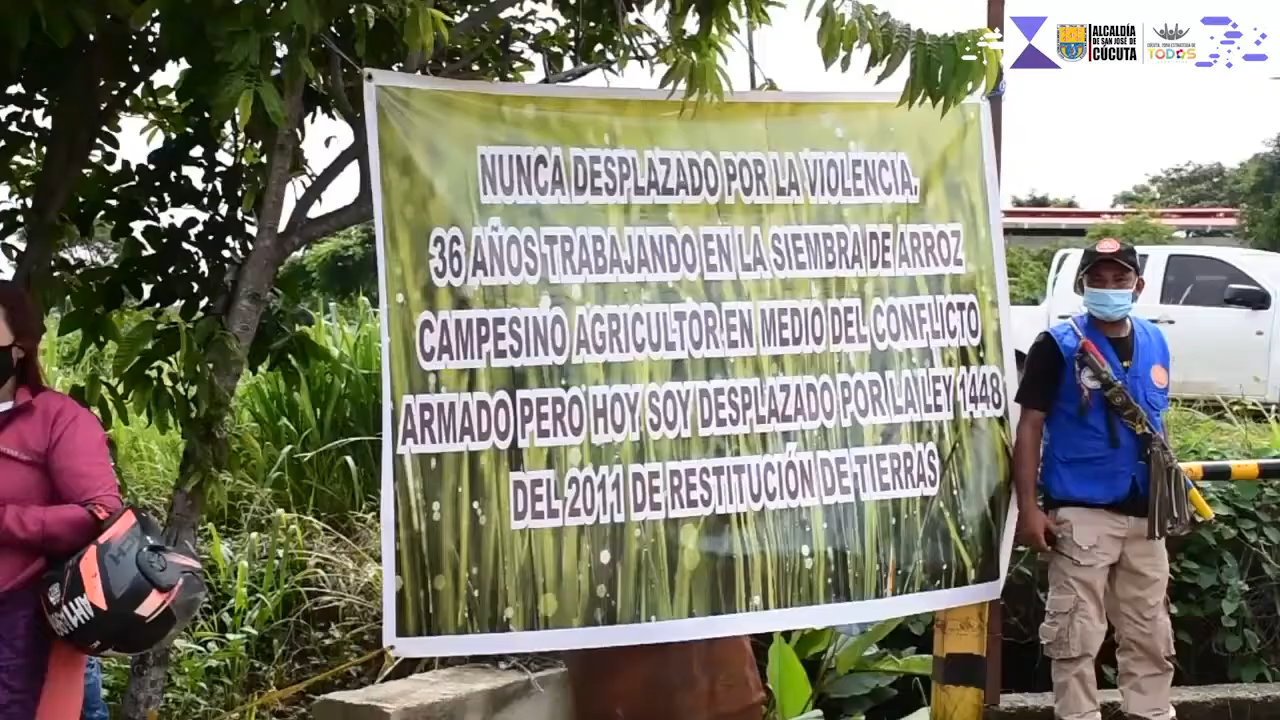 ALCALDÍA
DE SAN JOSÉ DE
CÚCUTA
TODOS
NUNCA DESPLAZADO POR LA VIOLENCIA.
36 AÑOS TRABAJANDO EN LA SIEMBRA DE ARROZ
CAMPESINO AGRICULTOR EN MEDIO DEL CONFLICTO
ARMADO PERO HOY SOY DESPLAZADO POR LA LEY 1448
DEL 2011 DE RESTITUCIÓN DE TIERRAS